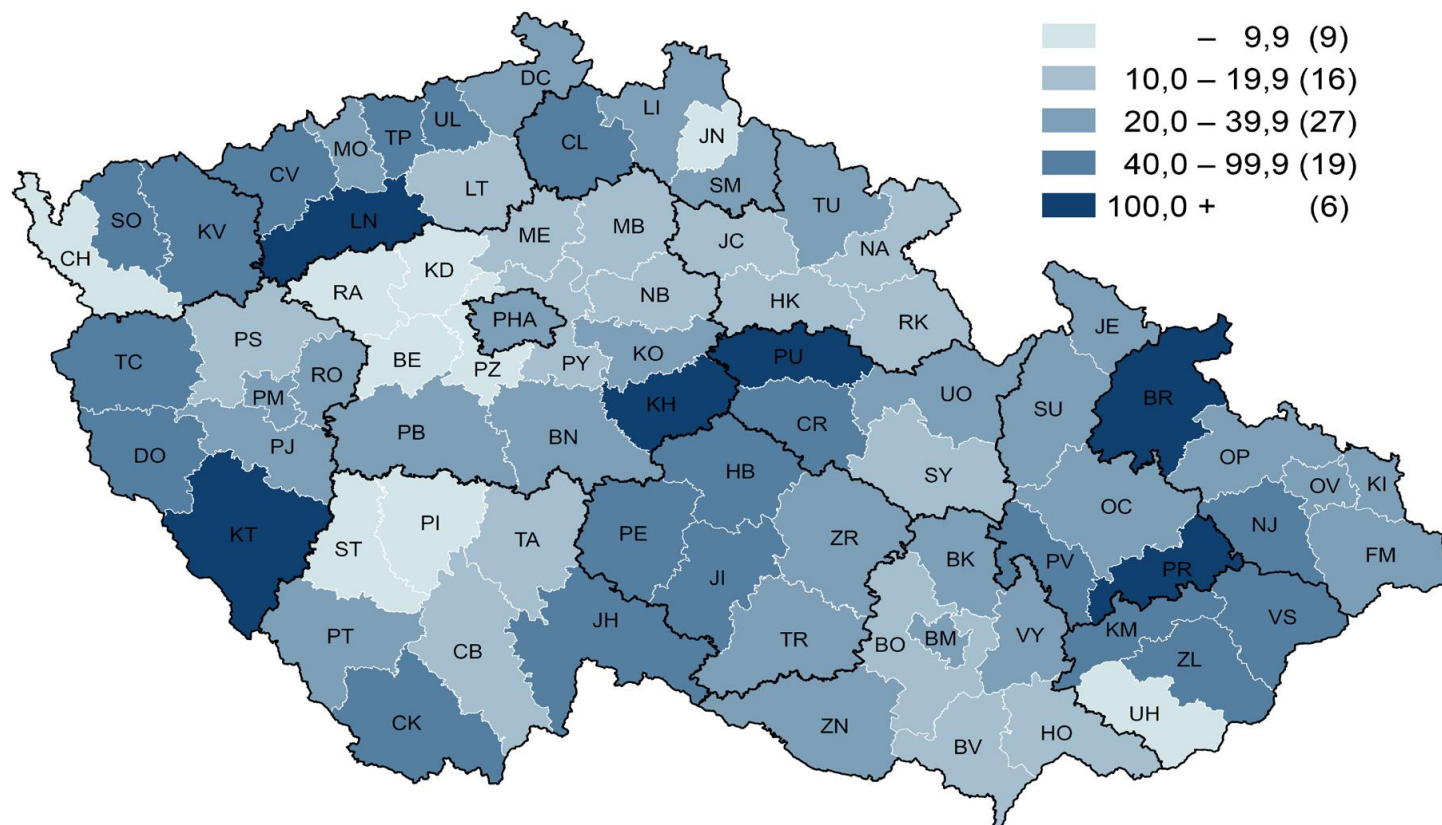 – 9,9 (9)
10,0 – 19,9 (16)
20,0 – 39,9 (27)
40,0 – 99,9 (19)
100,0 + (6)
DC
LI
UL
TP
MO
CL
JN
CV
LT
SM
TU
SO
KV
LN
ME
MB
JC
NA
CH
KD
RA
NB
HK
RK
PHA
JE
PS
TC
BE
PZ
PY
KO
PU
RO
PM
KH
BR
UO
SU
CR
PB
BN
DO
PJ
OP
HB
SY
OV
KI
OC
KT
ST
PI
TA
PE
ZR
NJ
FM
JI
BK
PV
PR
JH
VS
PT
CB
TR
BO
BM
VY
KM
ZL
CK
UH
ZN
BV
HO